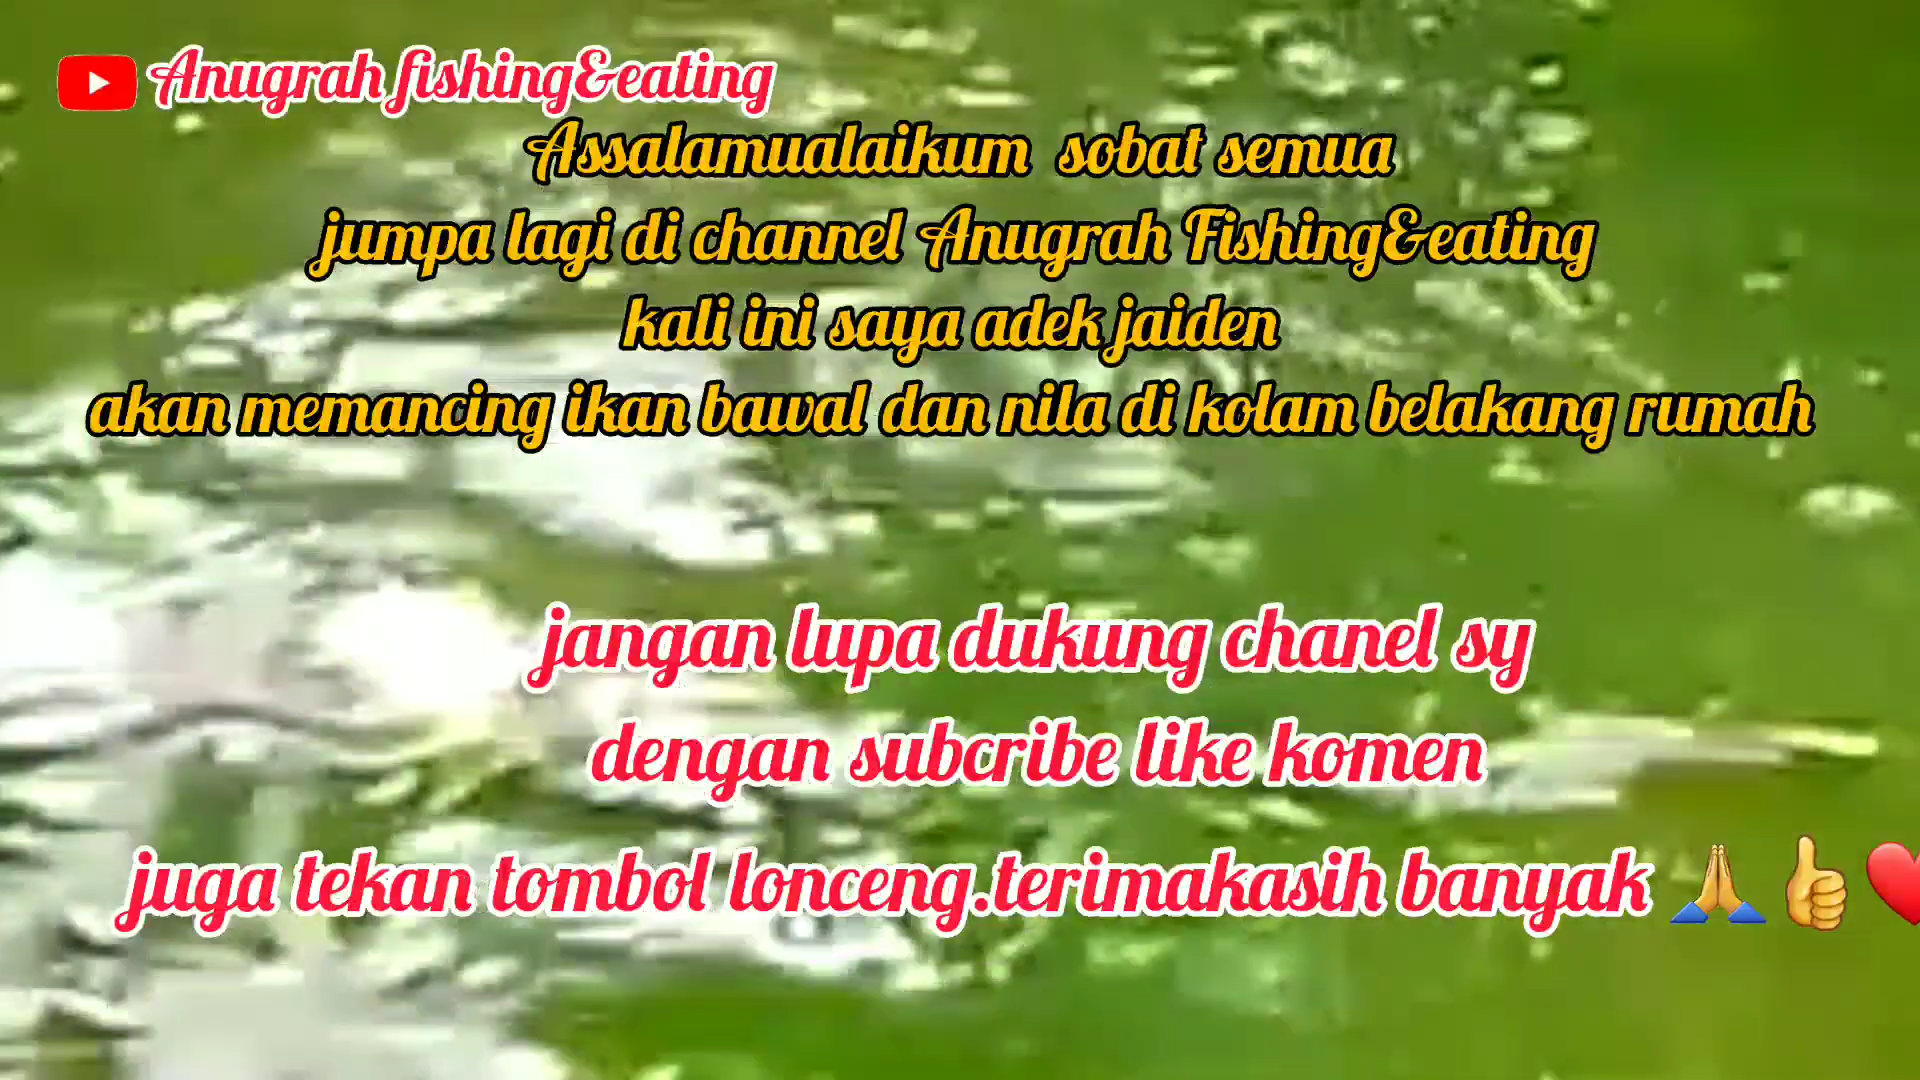 Anugrah fishing&eating
Assalamualaikum sobat semua
jumpa lagi di channel Anugrah Fishing&eating
kali ini saya adek jaiden
akan memancing ikan bawal dan nila di kolam belakang rumah
jangan lupa dukung chanel sy
dengan subcribe like komen
juga tekan tombol lonceng.terimakasih banyak 🙏👍❤